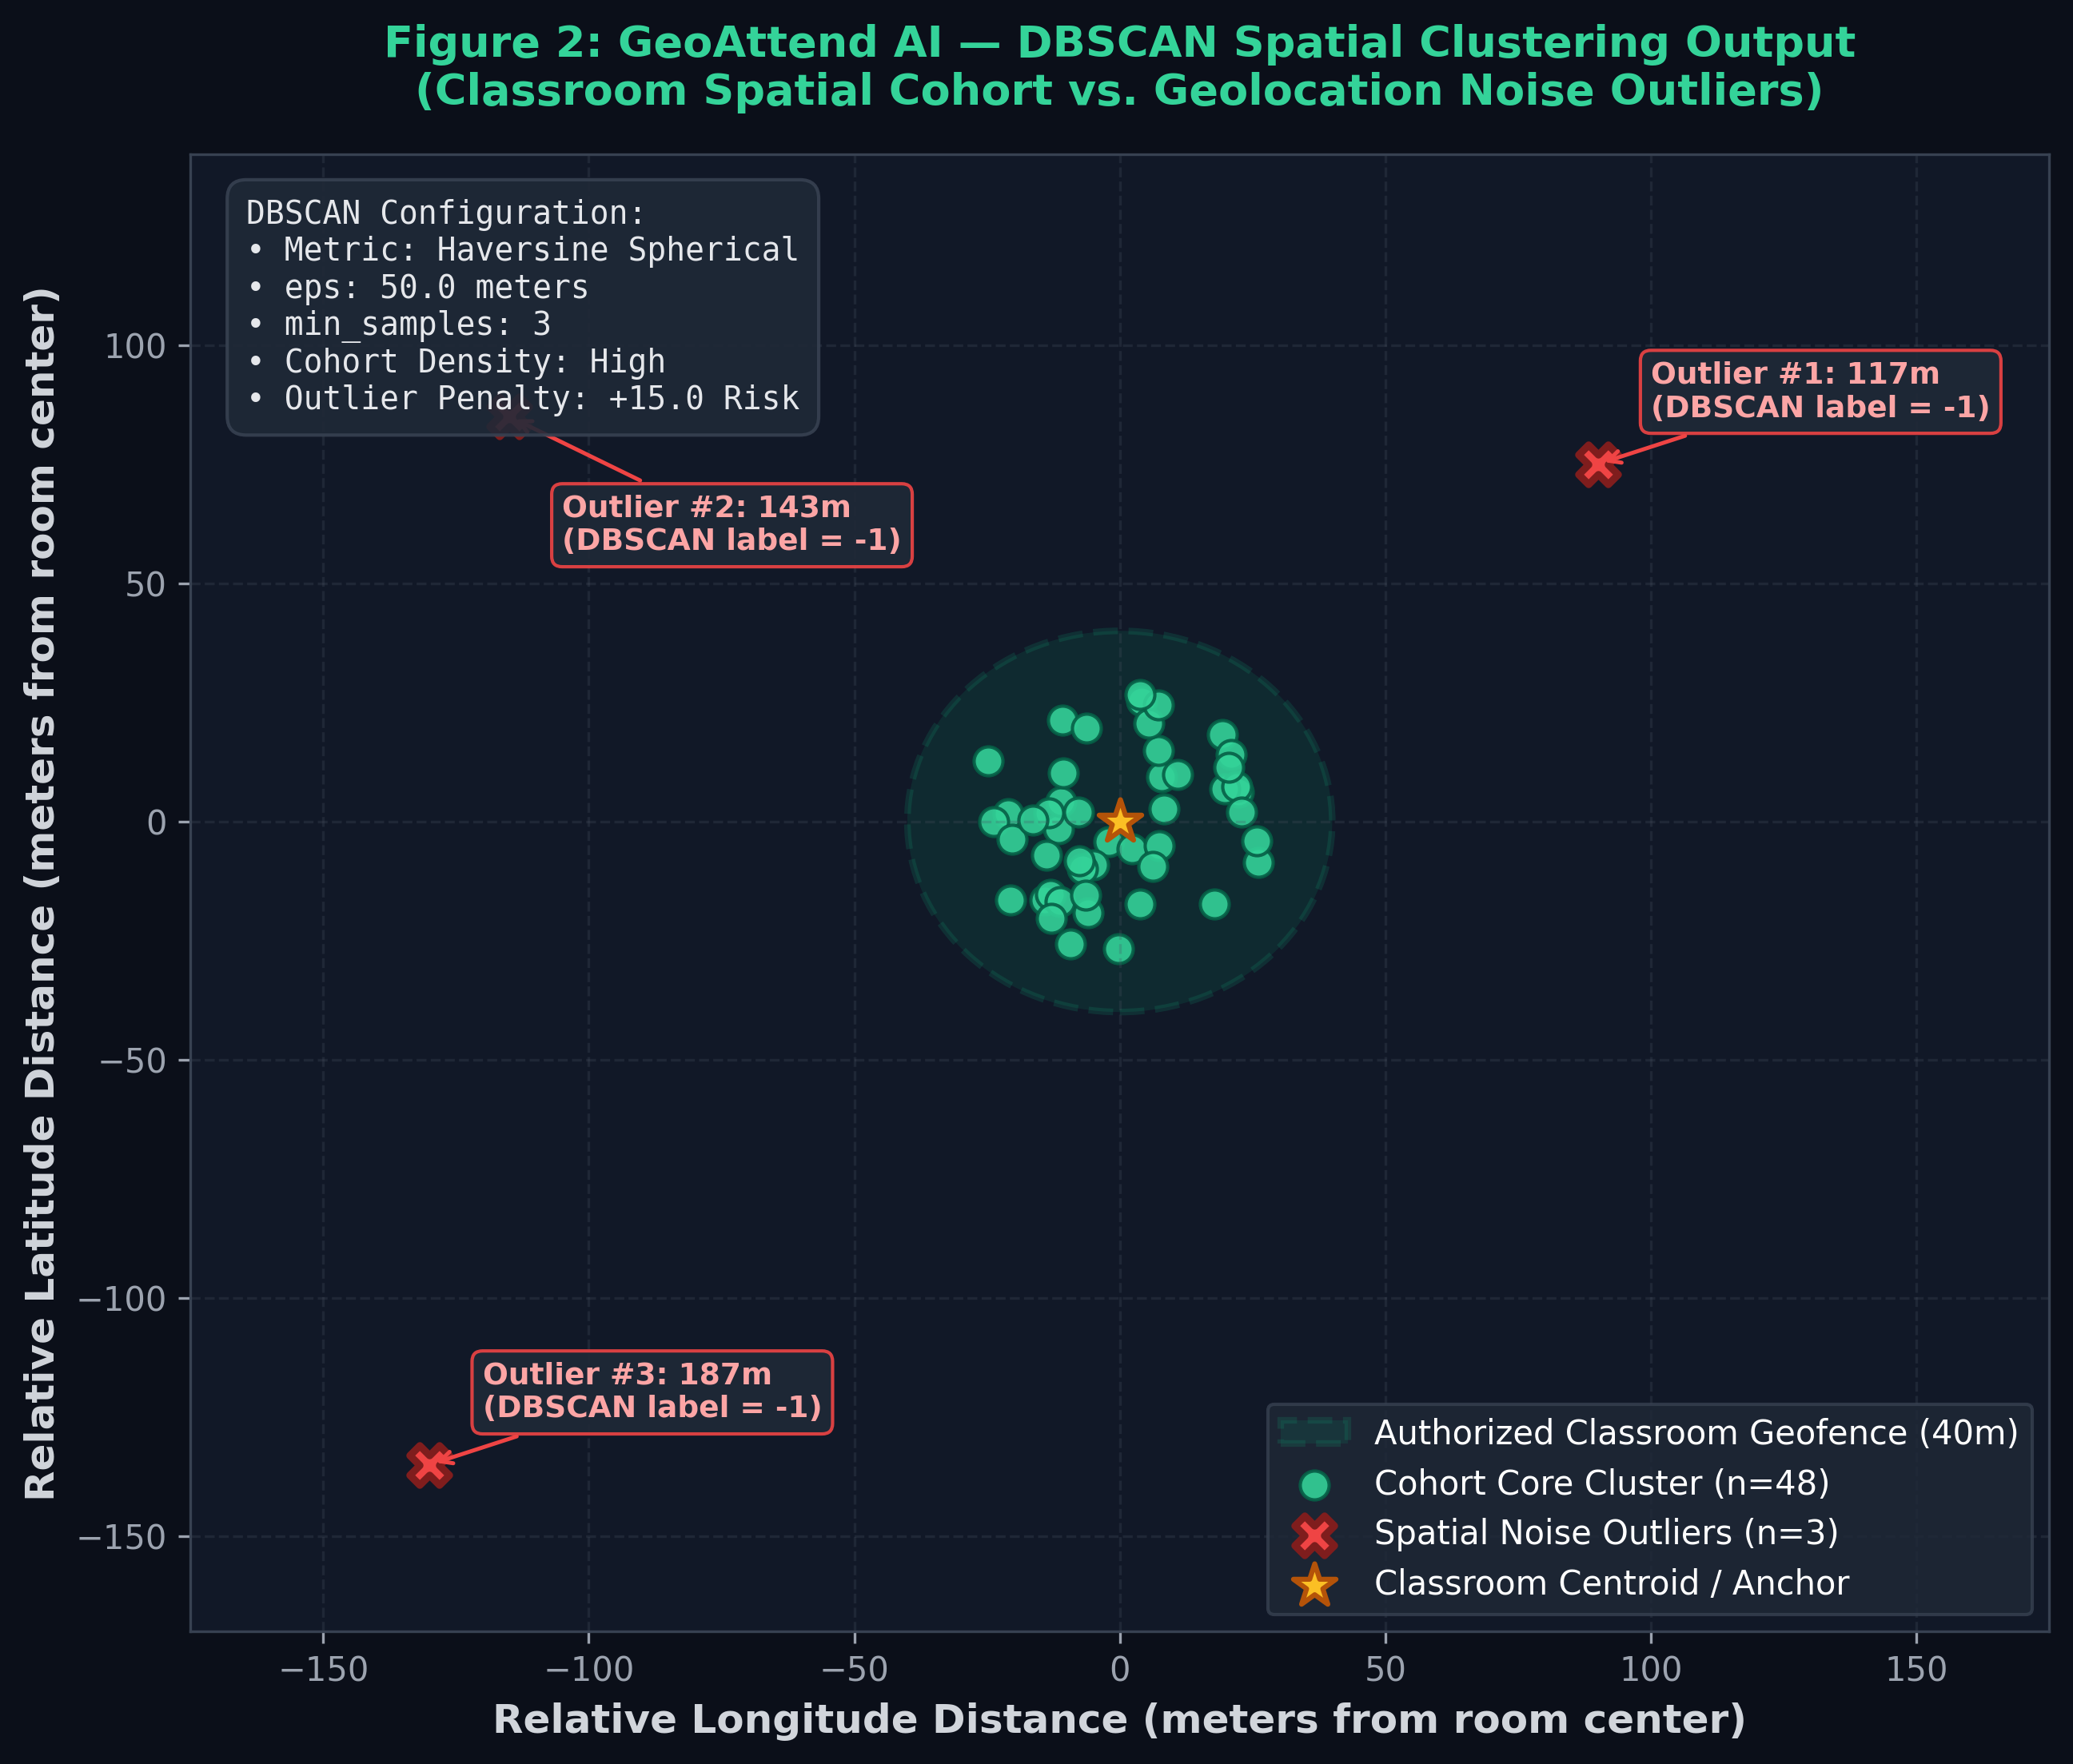 Figure 2: GeoAttend AI — DBSCAN Spatial Clustering Output
(Classroom Spatial Cohort vs. Geolocation Noise Outliers)
DBSCAN Configuration:
• Metric: Haversine Spherical
• eps: 50.0 meters
• min_samples: 3
• Cohort Density: High
• Outlier Penalty: +15.0 Risk
Outlier #1: 117m
(DBSCAN label = -1)
Outlier #2: 143m
(DBSCAN label = -1)
Outlier #3: 187m
(DBSCAN label = -1)
Authorized Classroom Geofence (40m)
Cohort Core Cluster (n=48)
Spatial Noise Outliers (n=3)
Classroom Centroid / Anchor
Relative Latitude Distance (meters from room center)
100
50
0
−50
−100
−150
−150
−100
−50
0
50
100
150
Relative Longitude Distance (meters from room center)